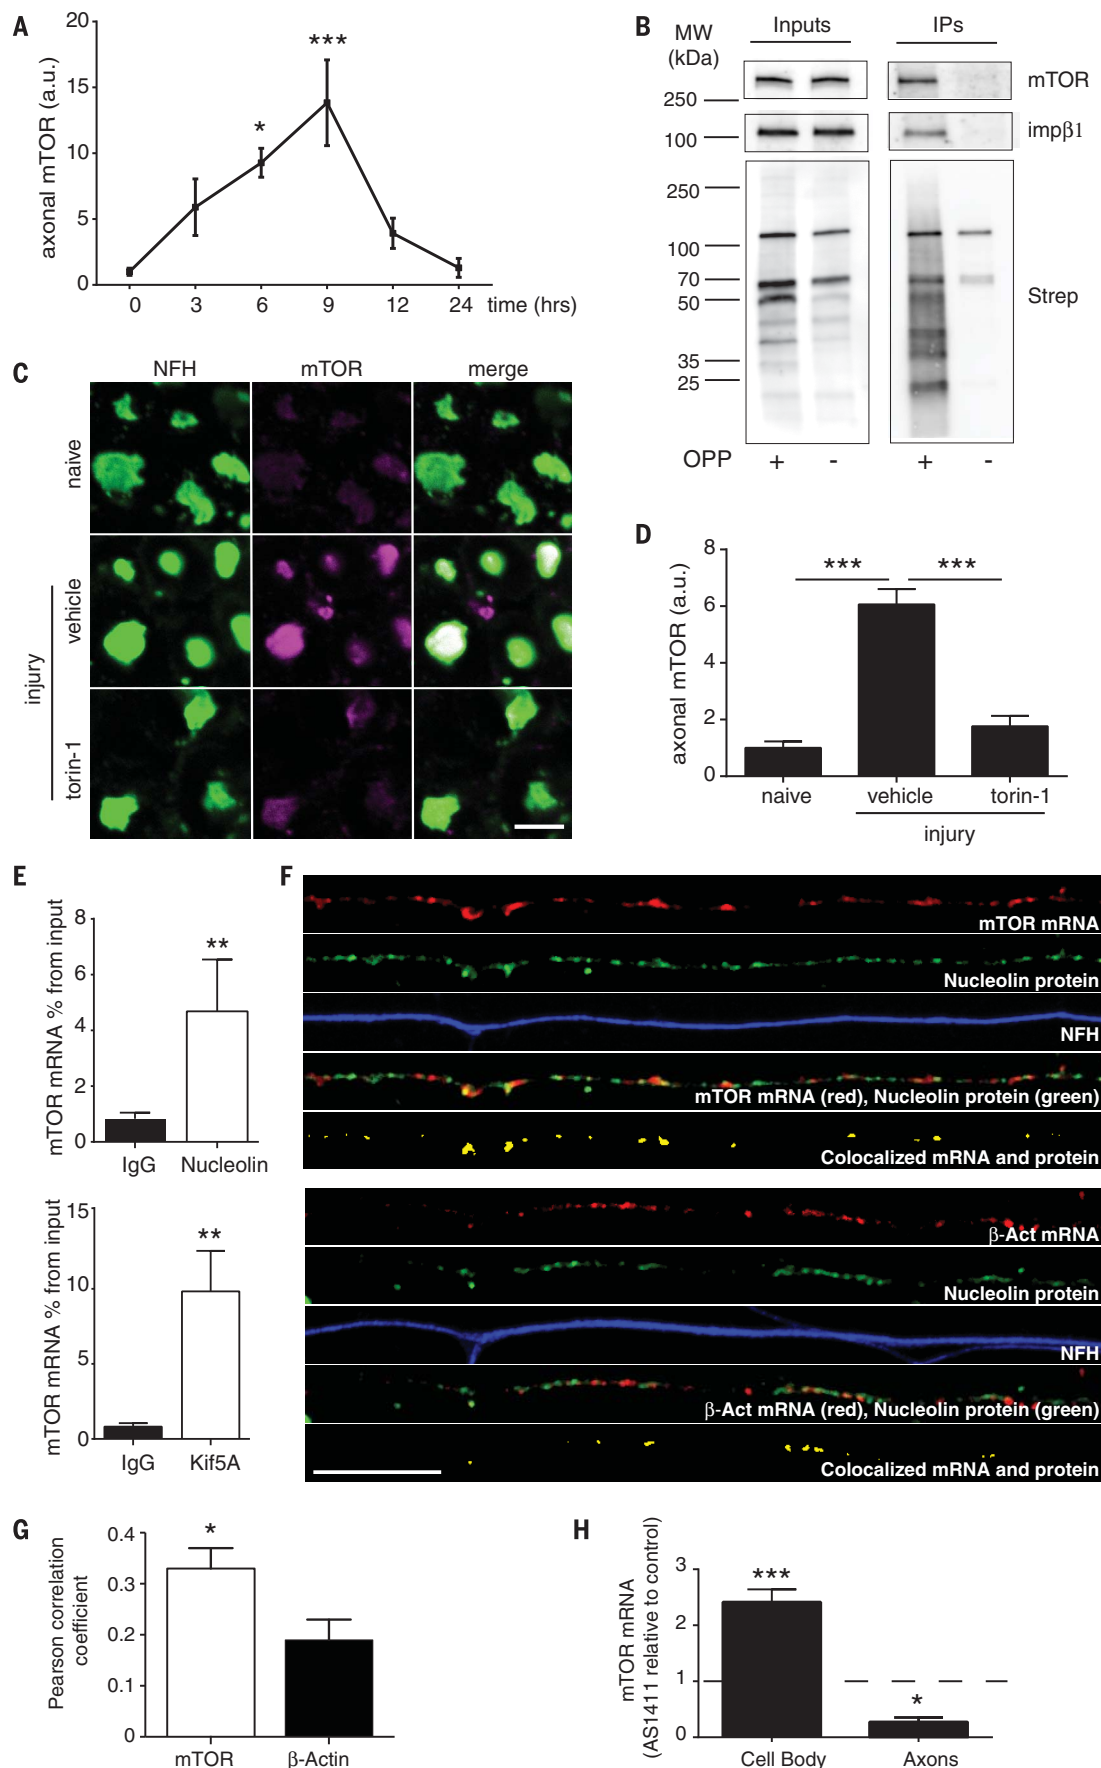 A
axonal mTOR (a.u.)
20
15
10
5
0
*
***
0 3 6 9 12 24 time (hrs)
B
MW
(kDa)
Inputs IPs
250
100
mTOR
impβ1
250
100
70
50
35
25
Strep
OPP + - + -
C
NFH mTOR merge
naive
injury
vehicle
torin-1
D
axonal mTOR (a.u.)
8
6
4
2
0
*** ***
naive vehicle torin-1
injury
E
mTOR mRNA % from input
8
6
4
2
0
**
IgG Nucleolin
mTOR mRNA % from input
15
10
5
0
**
IgG Kif5A
F
mTOR mRNA
Nucleolin protein
NFH
mTOR mRNA (red), Nucleolin protein (green)
Colocalized mRNA and protein
β-Act mRNA
Nucleolin protein
NFH
β-Act mRNA (red), Nucleolin protein (green)
Colocalized mRNA and protein
G
Pearson correlation
coefficient
0.4
0.3
0.2
0.1
0
*
mTOR β-Actin
H
mTOR mRNA
(AS1411 relative to control)
3
2
1
0
***
*
Cell Body Axons